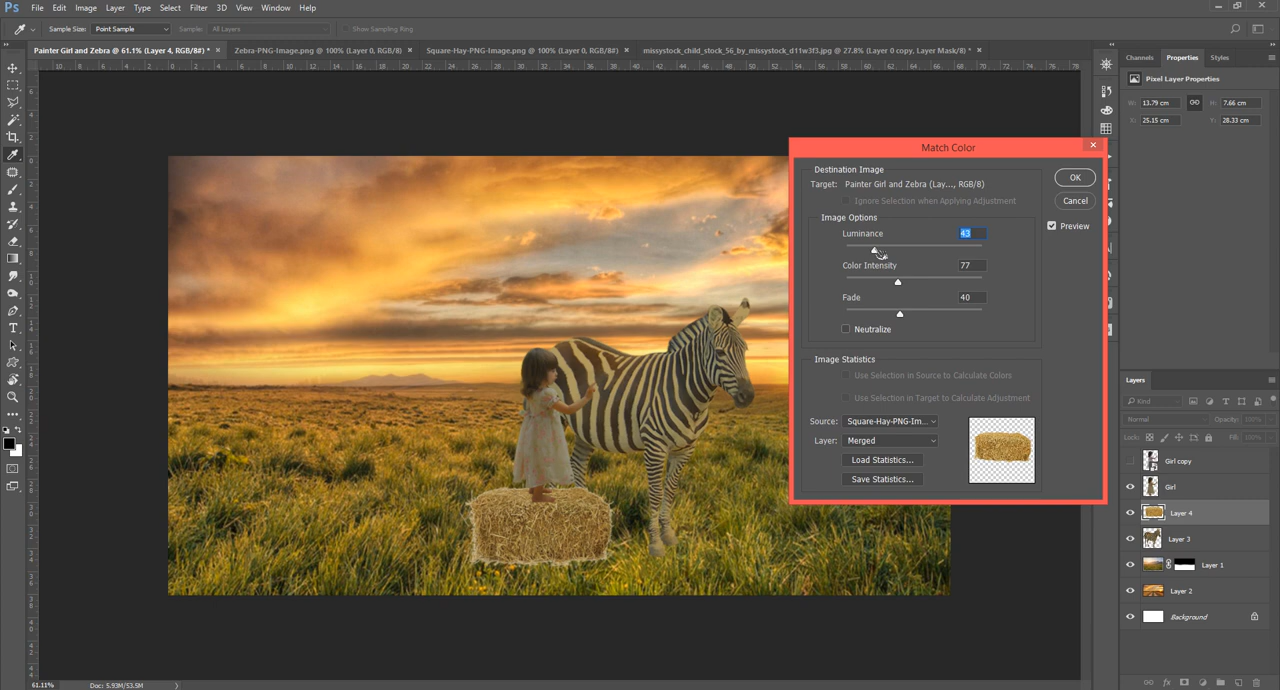 Ps File Edit Image Layer Type Select Filter 3D View Window Help
Sample Size: Point Sample Sample: All Layers Show Sampling Ring
Painter Girl and Zebra @ 61.1% (Layer 4, RGB/8#) * × Zebra-PNG-Image.png @ 100% (Layer 0, RGB/8) × Square-Hay-PNG-Image.png @ 100% (Layer 0, RGB/8#) × missystock_child_stock_56_by_missystock_d11w3f3.jpg @ 27.8% (Layer 0 copy, Layer Mask/8) * ×
Channels Properties Styles
Pixel Layer Properties
W: 13.79 cm H: 7.66 cm
X: 25.15 cm Y: 28.33 cm
Match Color
Destination Image
Target: Painter Girl and Zebra (Lay..., RGB/8)
OK
Ignore Selection when Applying Adjustment
Cancel
Image Options
Preview
Luminance 43
Color Intensity 77
Fade 40
Neutralize
Image Statistics
Use Selection in Source to Calculate Colors
Use Selection in Target to Calculate Adjustment
Source: Square-Hay-PNG-Im...
Layer: Merged
Load Statistics...
Save Statistics...
Layers
Kind
Normal Opacity: 100%
Lock: Fill: 100%
Girl copy
Girl
Layer 4
Layer 3
Layer 1
Layer 2
Background
61.11% Doc: 5.93M/53.5M